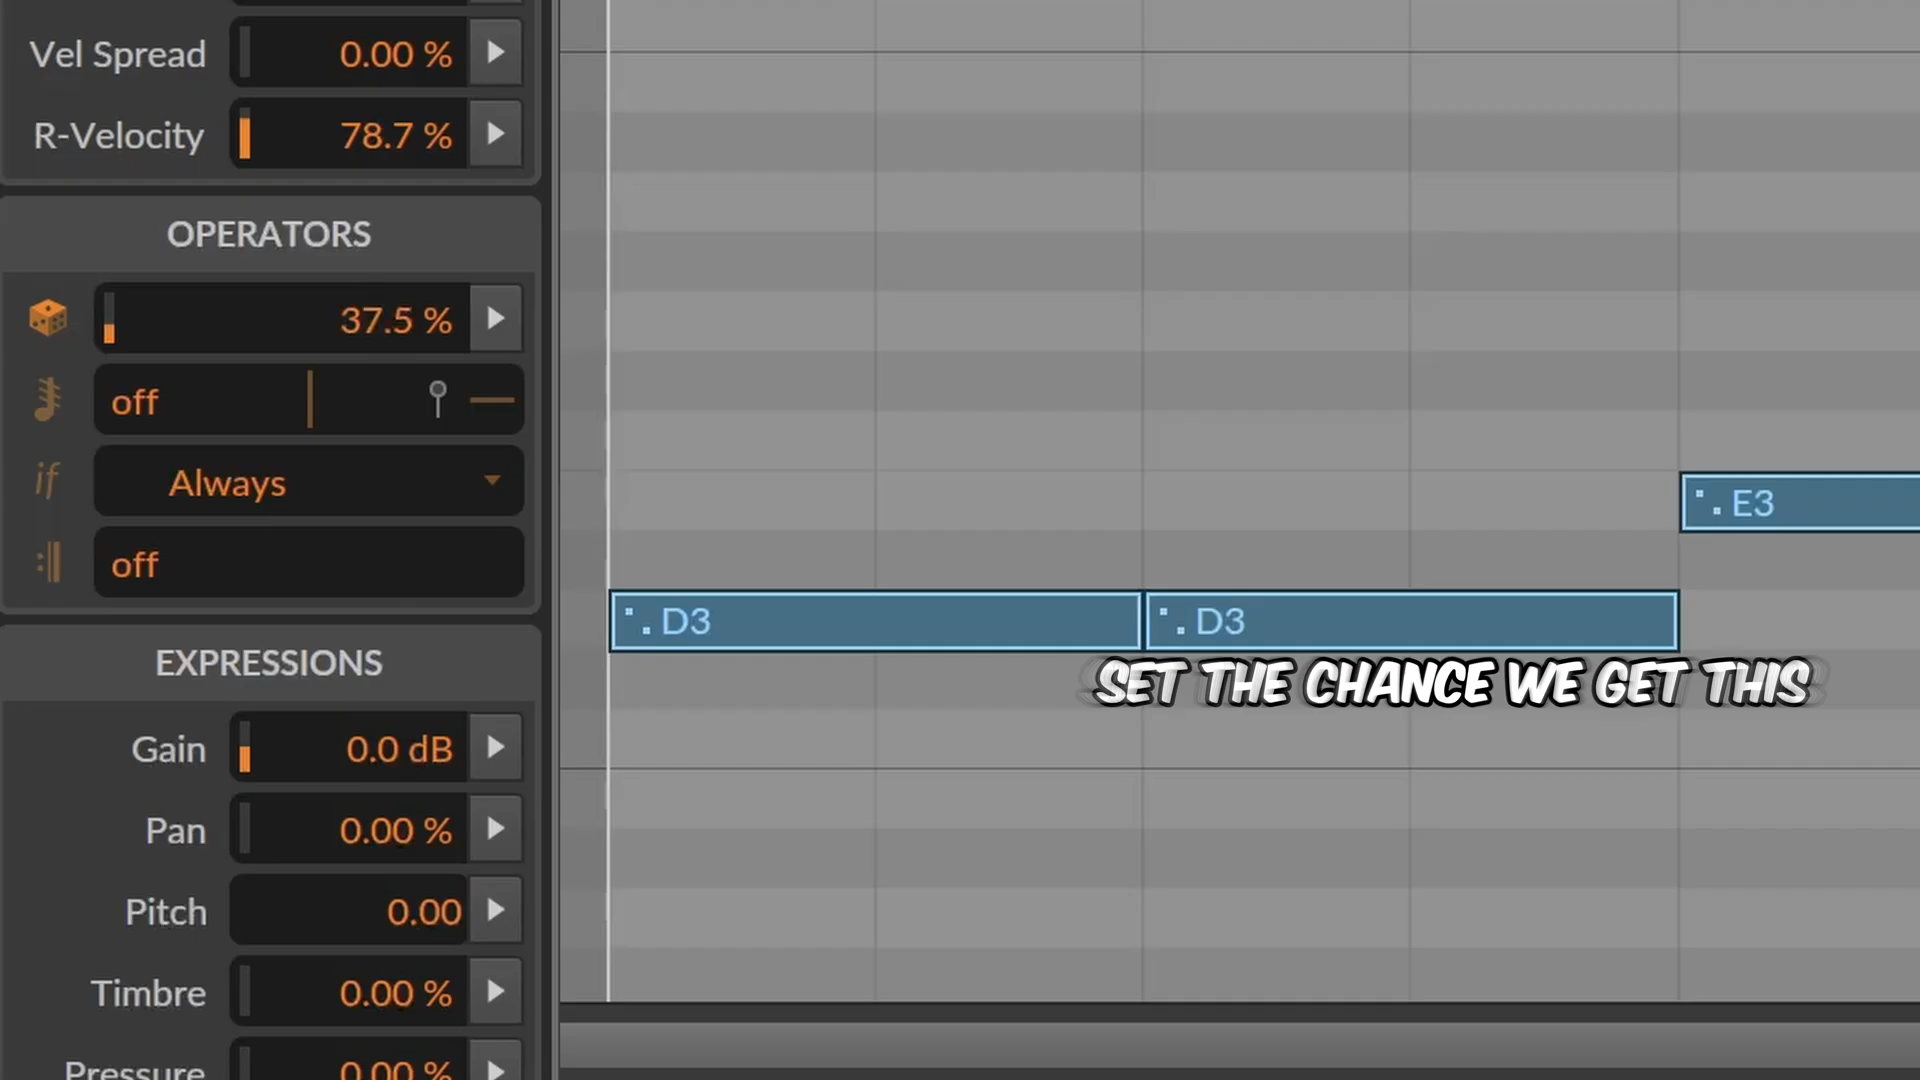 Vel Spread 0.00 %
R-Velocity 78.7 %
OPERATORS
37.5 %
off
if Always
off
EXPRESSIONS
Gain 0.0 dB
Pan 0.00 %
Pitch 0.00
Timbre 0.00 %
Pressure 0.00 %
E3
D3 D3
SET THE CHANCE WE GET THIS